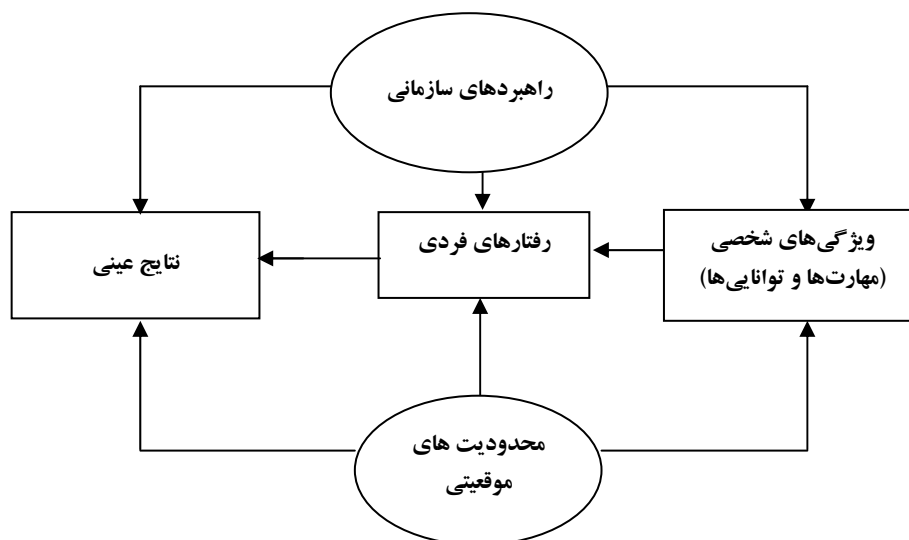 راهبردهای سازمانی
ویژگی‌های شخصی
(مهارت‌ها و توانایی‌ها)
رفتارهای فردی
نتایج عینی
محدودیت های
موقعیتی